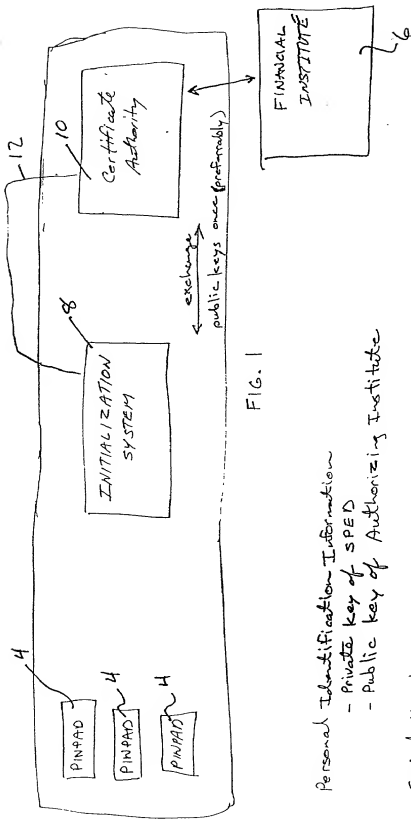 12
10
Certificate
Authority
8
INITIALIZATION
SYSTEM
4
PINPAD
4
PINPAD
4
PINPAD
FINANCIAL
INSTITUTE
6
exchange
public keys once (preferrably)
FIG. 1
Personal Identification Information
- Private key of SPED
- Public key of Authorizing Institute